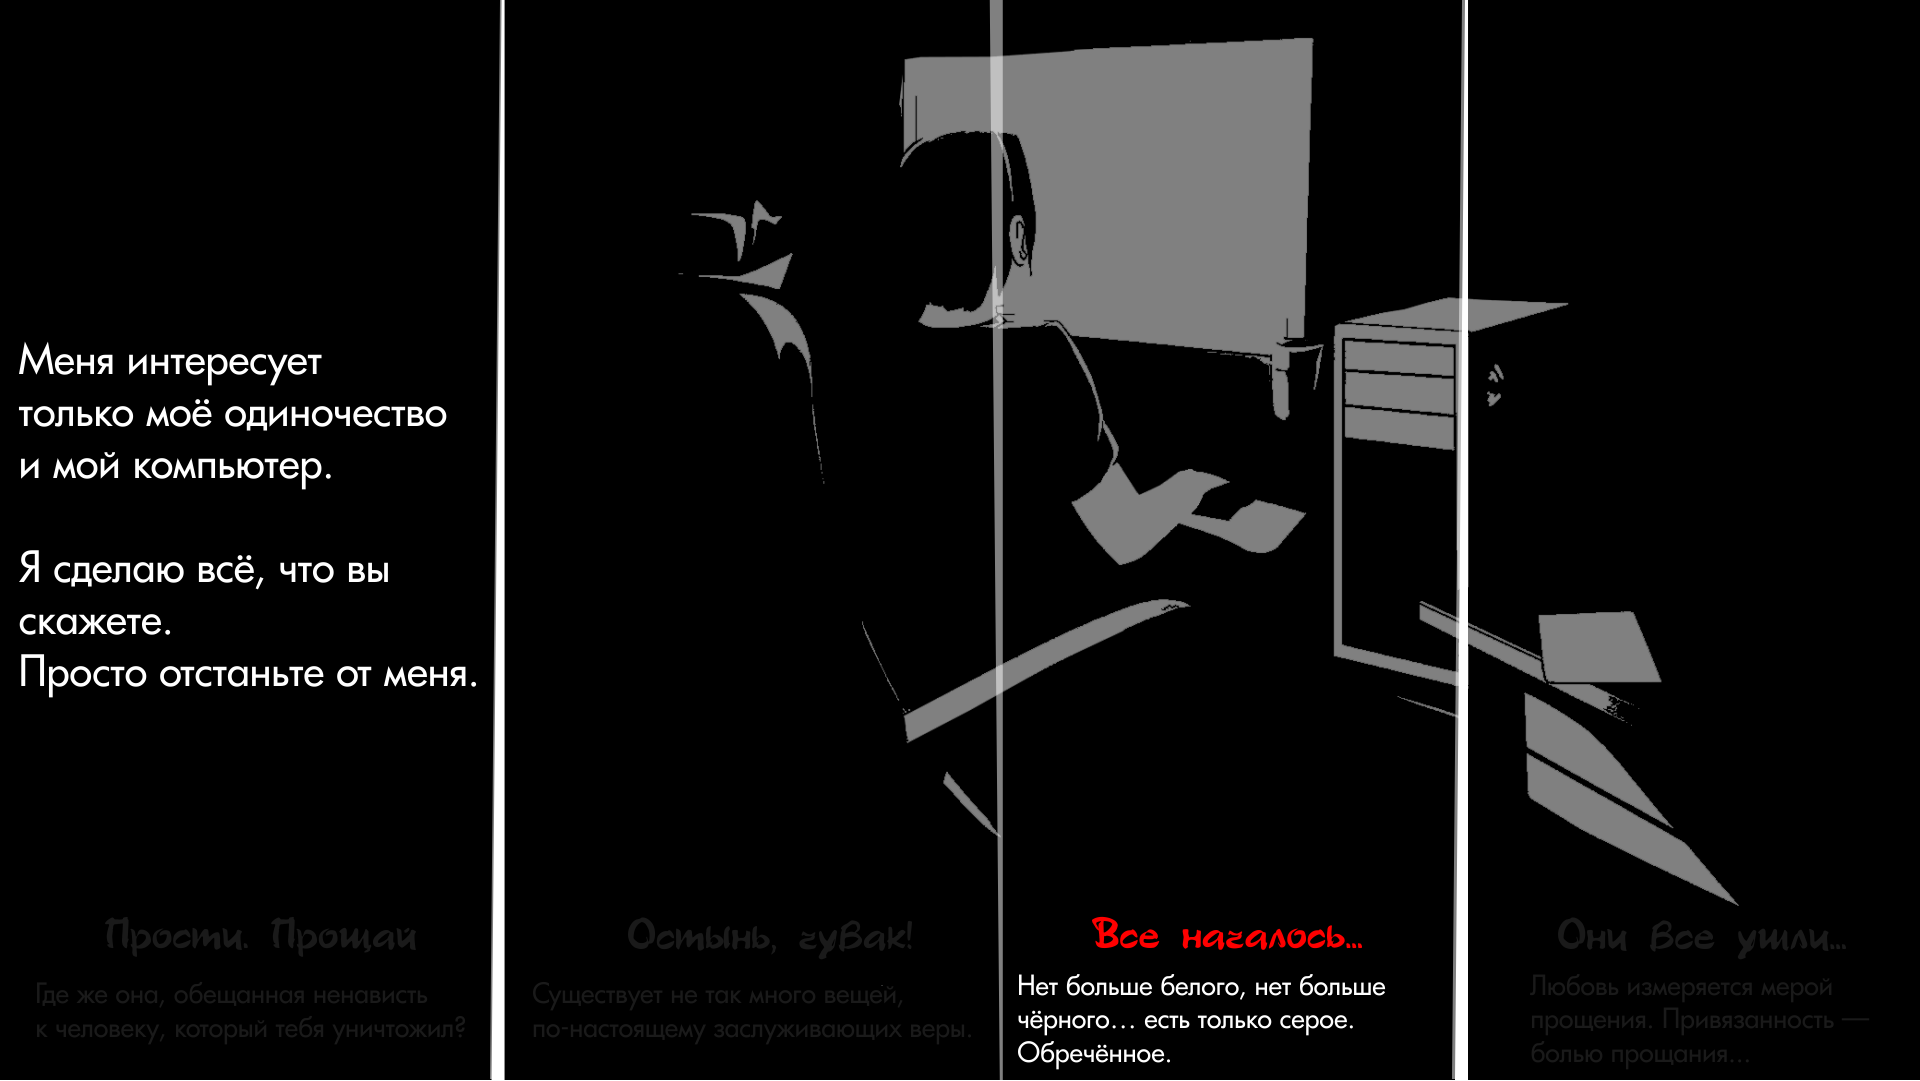 Меня интересует
только моё одиночество
и мой компьютер.
Я сделаю всё, что вы
скажете.
Просто отстаньте от меня.
Прости. Прощай
Где же она, обещанная ненависть
к человеку, который тебя уничтожил?
Остынь, чувак!
Существует не так много вещей,
по-настоящему заслуживающих веры.
Все началось...
Нет больше белого, нет больше
чёрного... есть только серое.
Обречённое.
Они все ушли...
Любовь измеряется мерой
прощения. Привязанность —
болью прощания...